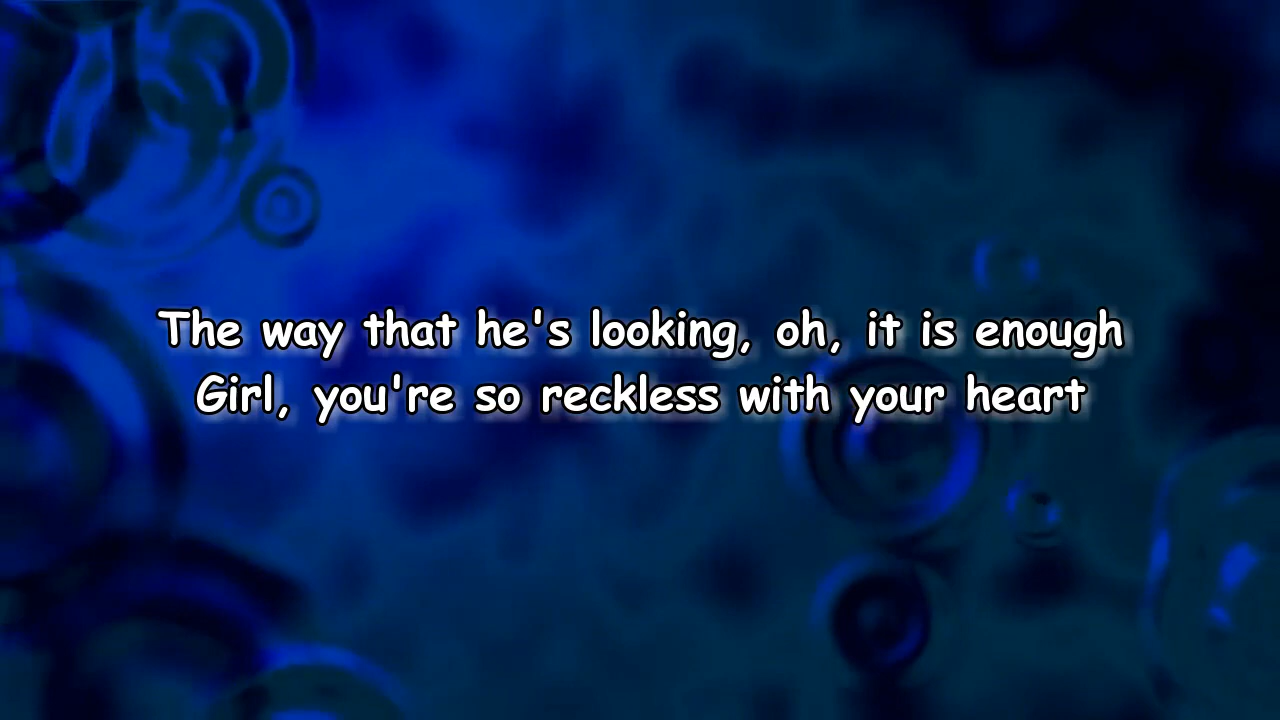 The way that he's looking, oh, it is enough
Girl, you're so reckless with your heart